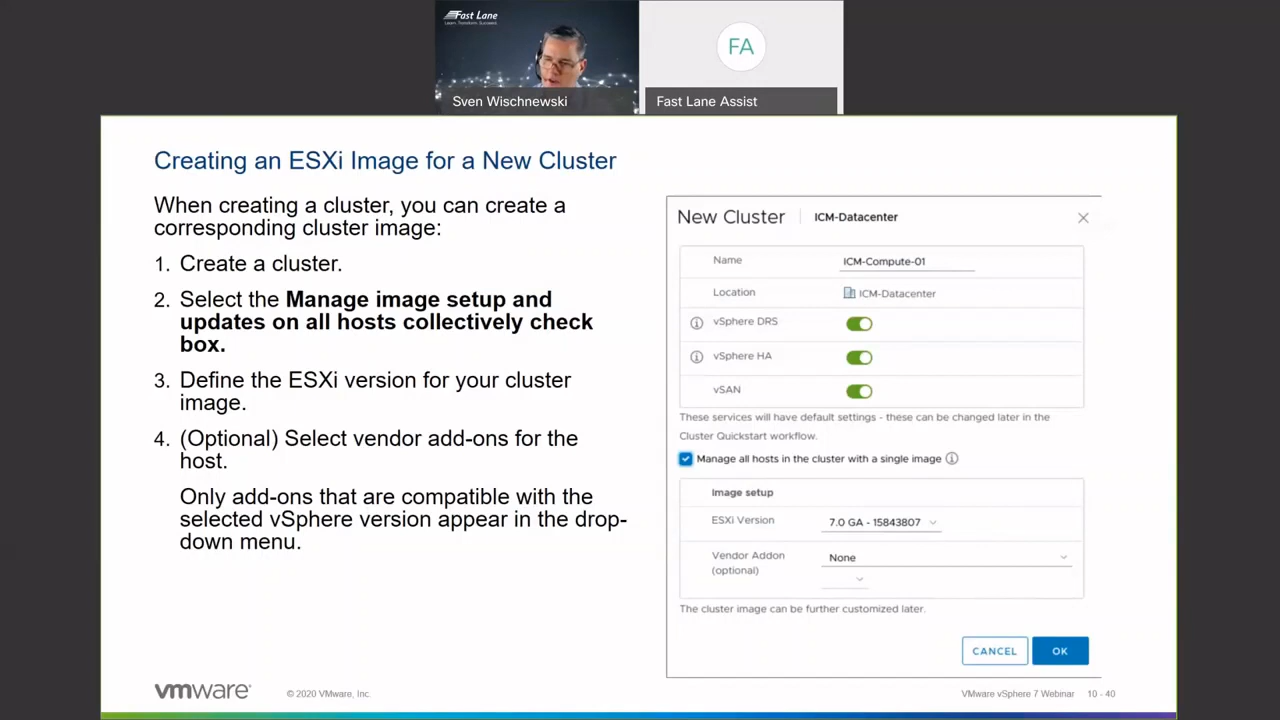 Fast Lane
Sven Wischnewski
FA
Fast Lane Assist
Creating an ESXi Image for a New Cluster
When creating a cluster, you can create a
corresponding cluster image:
1. Create a cluster.
2. Select the Manage image setup and
updates on all hosts collectively check
box.
3. Define the ESXi version for your cluster
image.
4. (Optional) Select vendor add-ons for the
host.
Only add-ons that are compatible with the
selected vSphere version appear in the drop-
down menu.
New Cluster ICM-Datacenter
Name ICM-Compute-01
Location ICM-Datacenter
vSphere DRS
vSphere HA
vSAN
These services will have default settings - these can be changed later in the
Cluster Quickstart workflow.
Manage all hosts in the cluster with a single image
Image setup
ESXi Version 7.0 GA - 15843807
Vendor Addon None
(optional)
The cluster image can be further customized later.
CANCEL OK
vmware® © 2020 VMware, Inc. VMware vSphere 7 Webinar 10 - 40